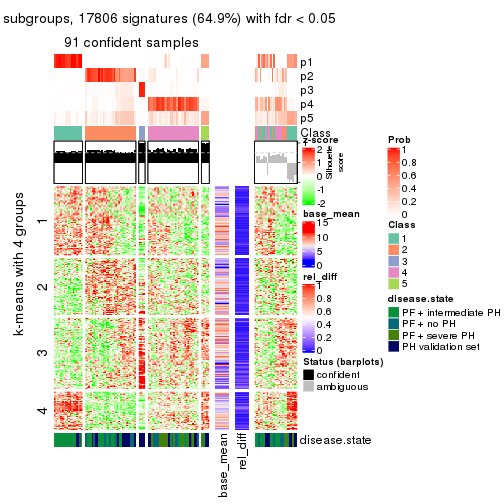 subgroups, 17806 signatures (64.9%) with fdr < 0.05
91 confident samples
p1
p2
p3
p4
p5
Class
Silhouette
score
1
2
3
4
k-means with 4 groups
base_mean
rel_diff
disease.state
z-score
2
1
0
-1
-2
base_mean
15
10
5
0
rel_diff
1
0.8
0.6
0.4
0.2
0
Status (barplots)
confident
ambiguous
Prob
1
0.8
0.6
0.4
0.2
0
Class
1
2
3
4
5
disease.state
PF + intermediate PH
PF + no PH
PF + severe PH
PH validation set